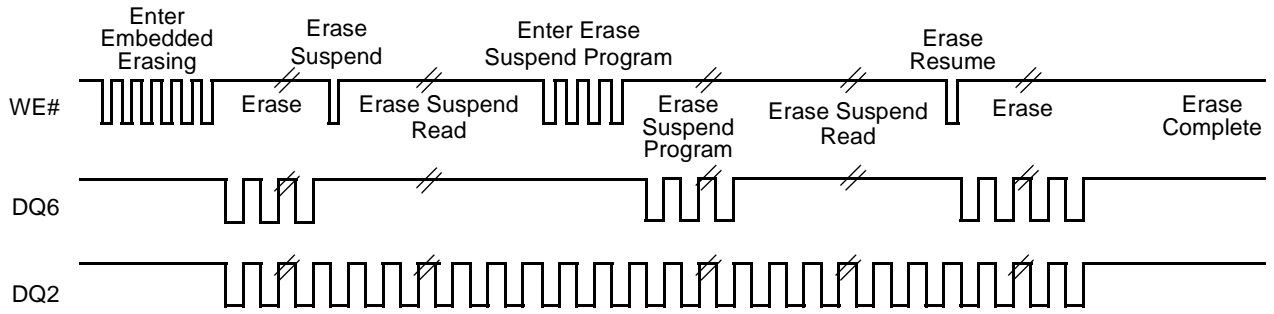 Enter
Embedded
Erasing
Erase
Suspend
Enter Erase
Suspend Program
Erase
Resume
WE#
Erase
Erase Suspend
Read
Erase
Suspend
Program
Erase Suspend
Read
Erase
Erase
Complete
DQ6
DQ2